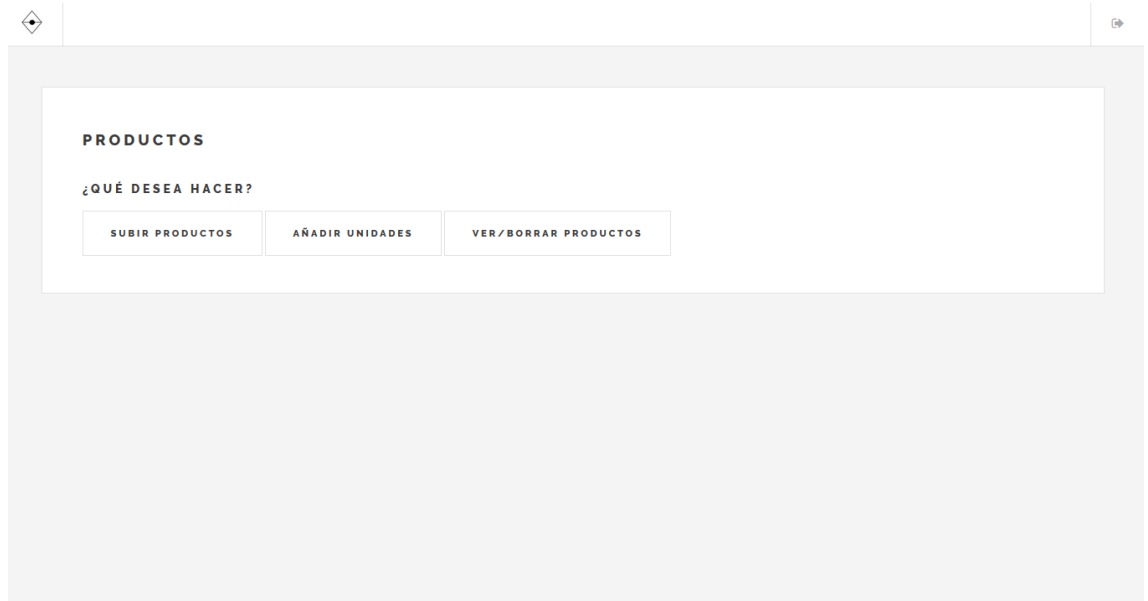 PRODUCTOS
¿QUÉ DESEA HACER?
SUBIR PRODUCTOS
AÑADIR UNIDADES
VER/BORRAR PRODUCTOS